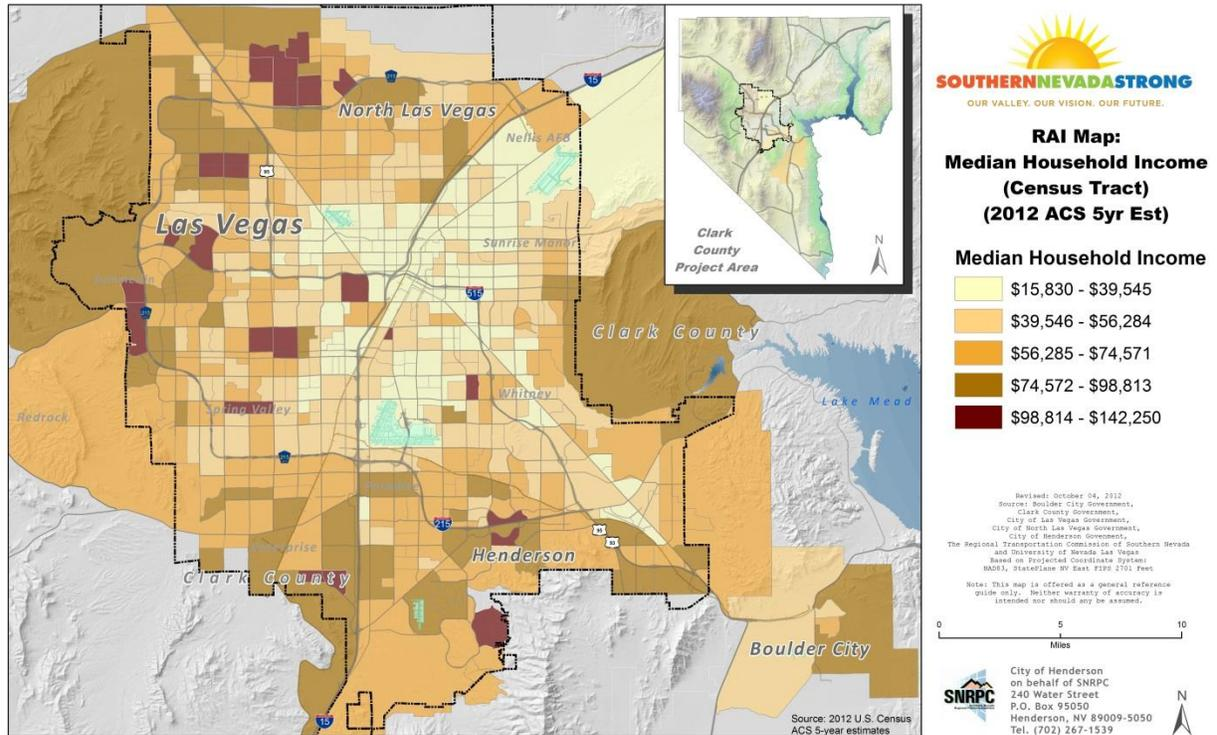 North Las Vegas
15
215
Nellis AFB
95
Las Vegas
Sunrise Manor
Summerlin
515
215
Clark County
Lake Mead
Redrock
Spring Valley
Whitney
215
Paradise
215
95
93
Enterprise
Henderson
Clark County
Boulder City
15
Source: 2012 U.S. Census
ACS 5-year estimates
Clark
County
Project Area
N
SOUTHERNNEVADASTRONG
OUR VALLEY. OUR VISION. OUR FUTURE.
RAI Map:
Median Household Income
(Census Tract)
(2012 ACS 5yr Est)
Median Household Income
$15,830 - $39,545
$39,546 - $56,284
$56,285 - $74,571
$74,572 - $98,813
$98,814 - $142,250
Revised: October 04, 2012
Source: Boulder City Government,
Clark County Government,
City of Las Vegas Government,
City of North Las Vegas Government,
City of Henderson Government,
The Regional Transportation Commission of Southern Nevada
and University of Nevada Las Vegas
Based on Projected Coordinate System:
NAD83, StatePlane NV East FIPS 2701 Feet
Note: This map is offered as a general reference
guide only. Neither warranty of accuracy is
intended nor should any be assumed.
0 5 10
Miles
SNRPC
City of Henderson
on behalf of SNRPC
240 Water Street
P.O. Box 95050
Henderson, NV 89009-5050
Tel. (702) 267-1539
N